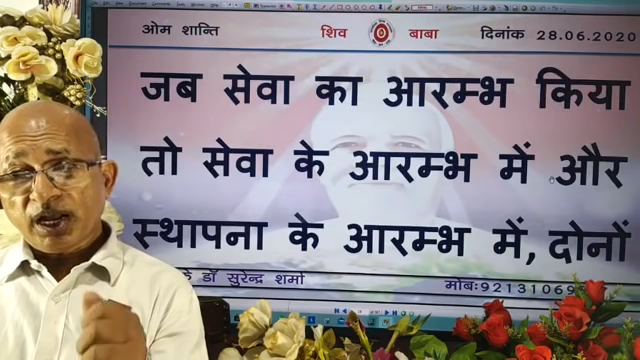 ओम शान्ति शिव बाबा दिनांक 28.06.2020
जब सेवा का आरम्भ किया
तो सेवा के आरम्भ में और
स्थापना के आरम्भ में, दोनों
डॉ सुरेन्द्र शर्मा मोबः